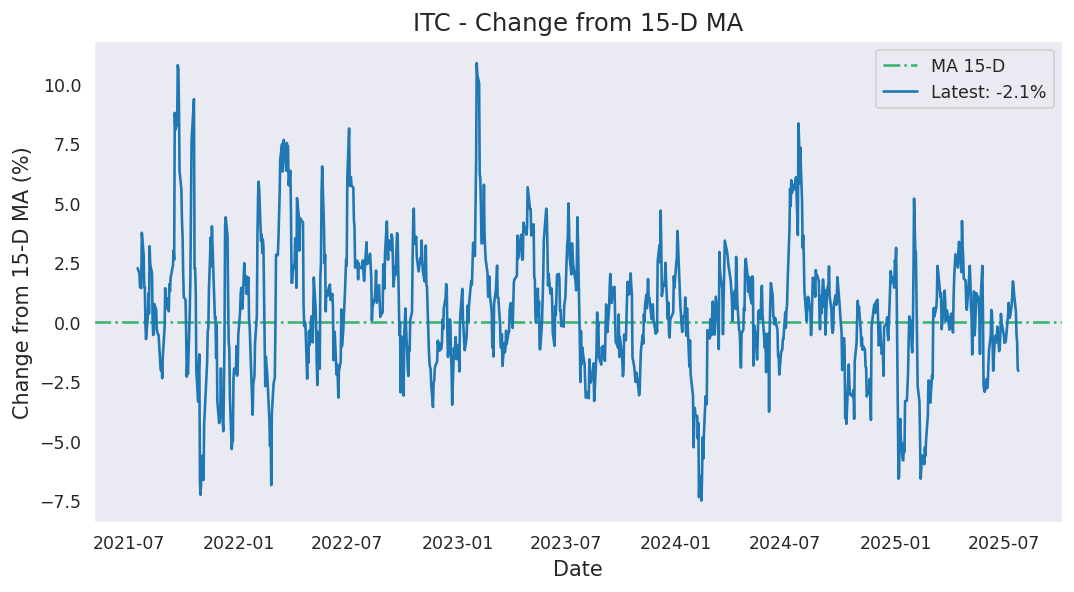 ITC - Change from 15-D MA
MA 15-D
Latest: -2.1%
Change from 15-D MA (%)
10.0
7.5
5.0
2.5
0.0
−2.5
−5.0
−7.5
2021-07 2022-01 2022-07 2023-01 2023-07 2024-01 2024-07 2025-01 2025-07
Date